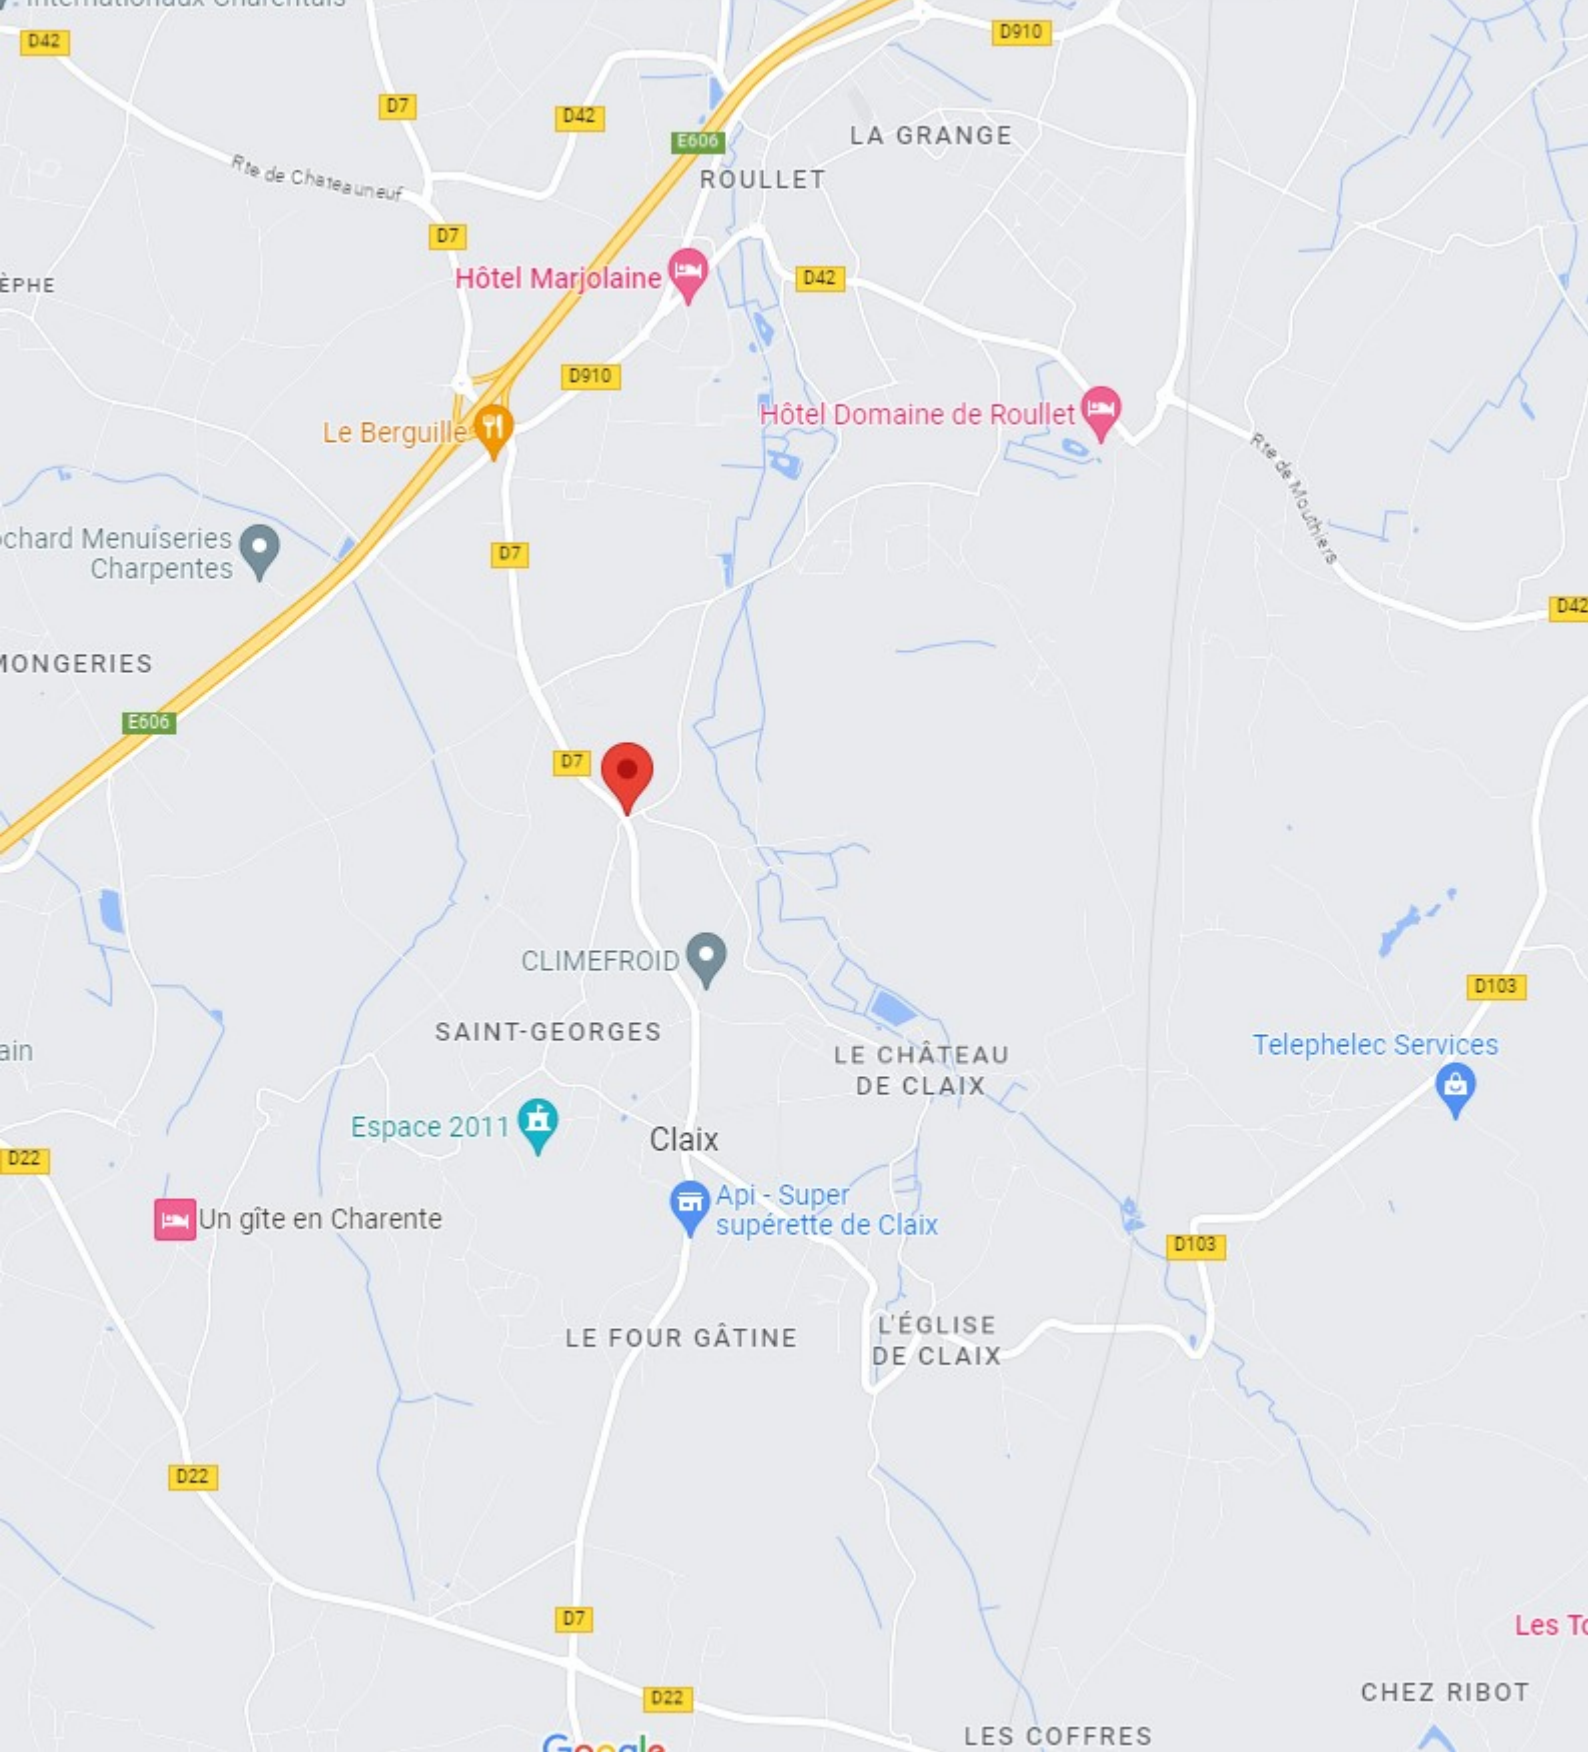 Internationaux Charentais
D42
D910
D7
D42
E606
LA GRANGE
Rte de Chateauneuf
ROULLET
D7
Hôtel Marjolaine
D42
ÈPHE
D910
Hôtel Domaine de Roullet
Le Berguille
Rte de Mouthiers
ochard Menuiseries
Charpentes
D7
D42
MONGERIES
E606
D7
CLIMEFROID
D103
SAINT-GEORGES
Telephelec Services
ain
LE CHÂTEAU
DE CLAIX
Espace 2011
Claix
D22
Api - Super
supérette de Claix
Un gîte en Charente
D103
LE FOUR GÂTINE
L'ÉGLISE
DE CLAIX
D22
D7
Les To
D22
CHEZ RIBOT
LES COFFRES
Google